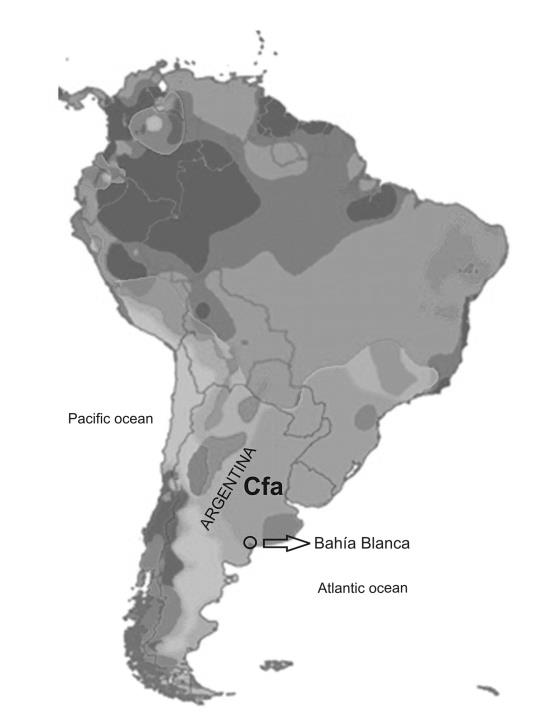 Pacific ocean
ARGENTINA
Cfa
Bahía Blanca
Atlantic ocean